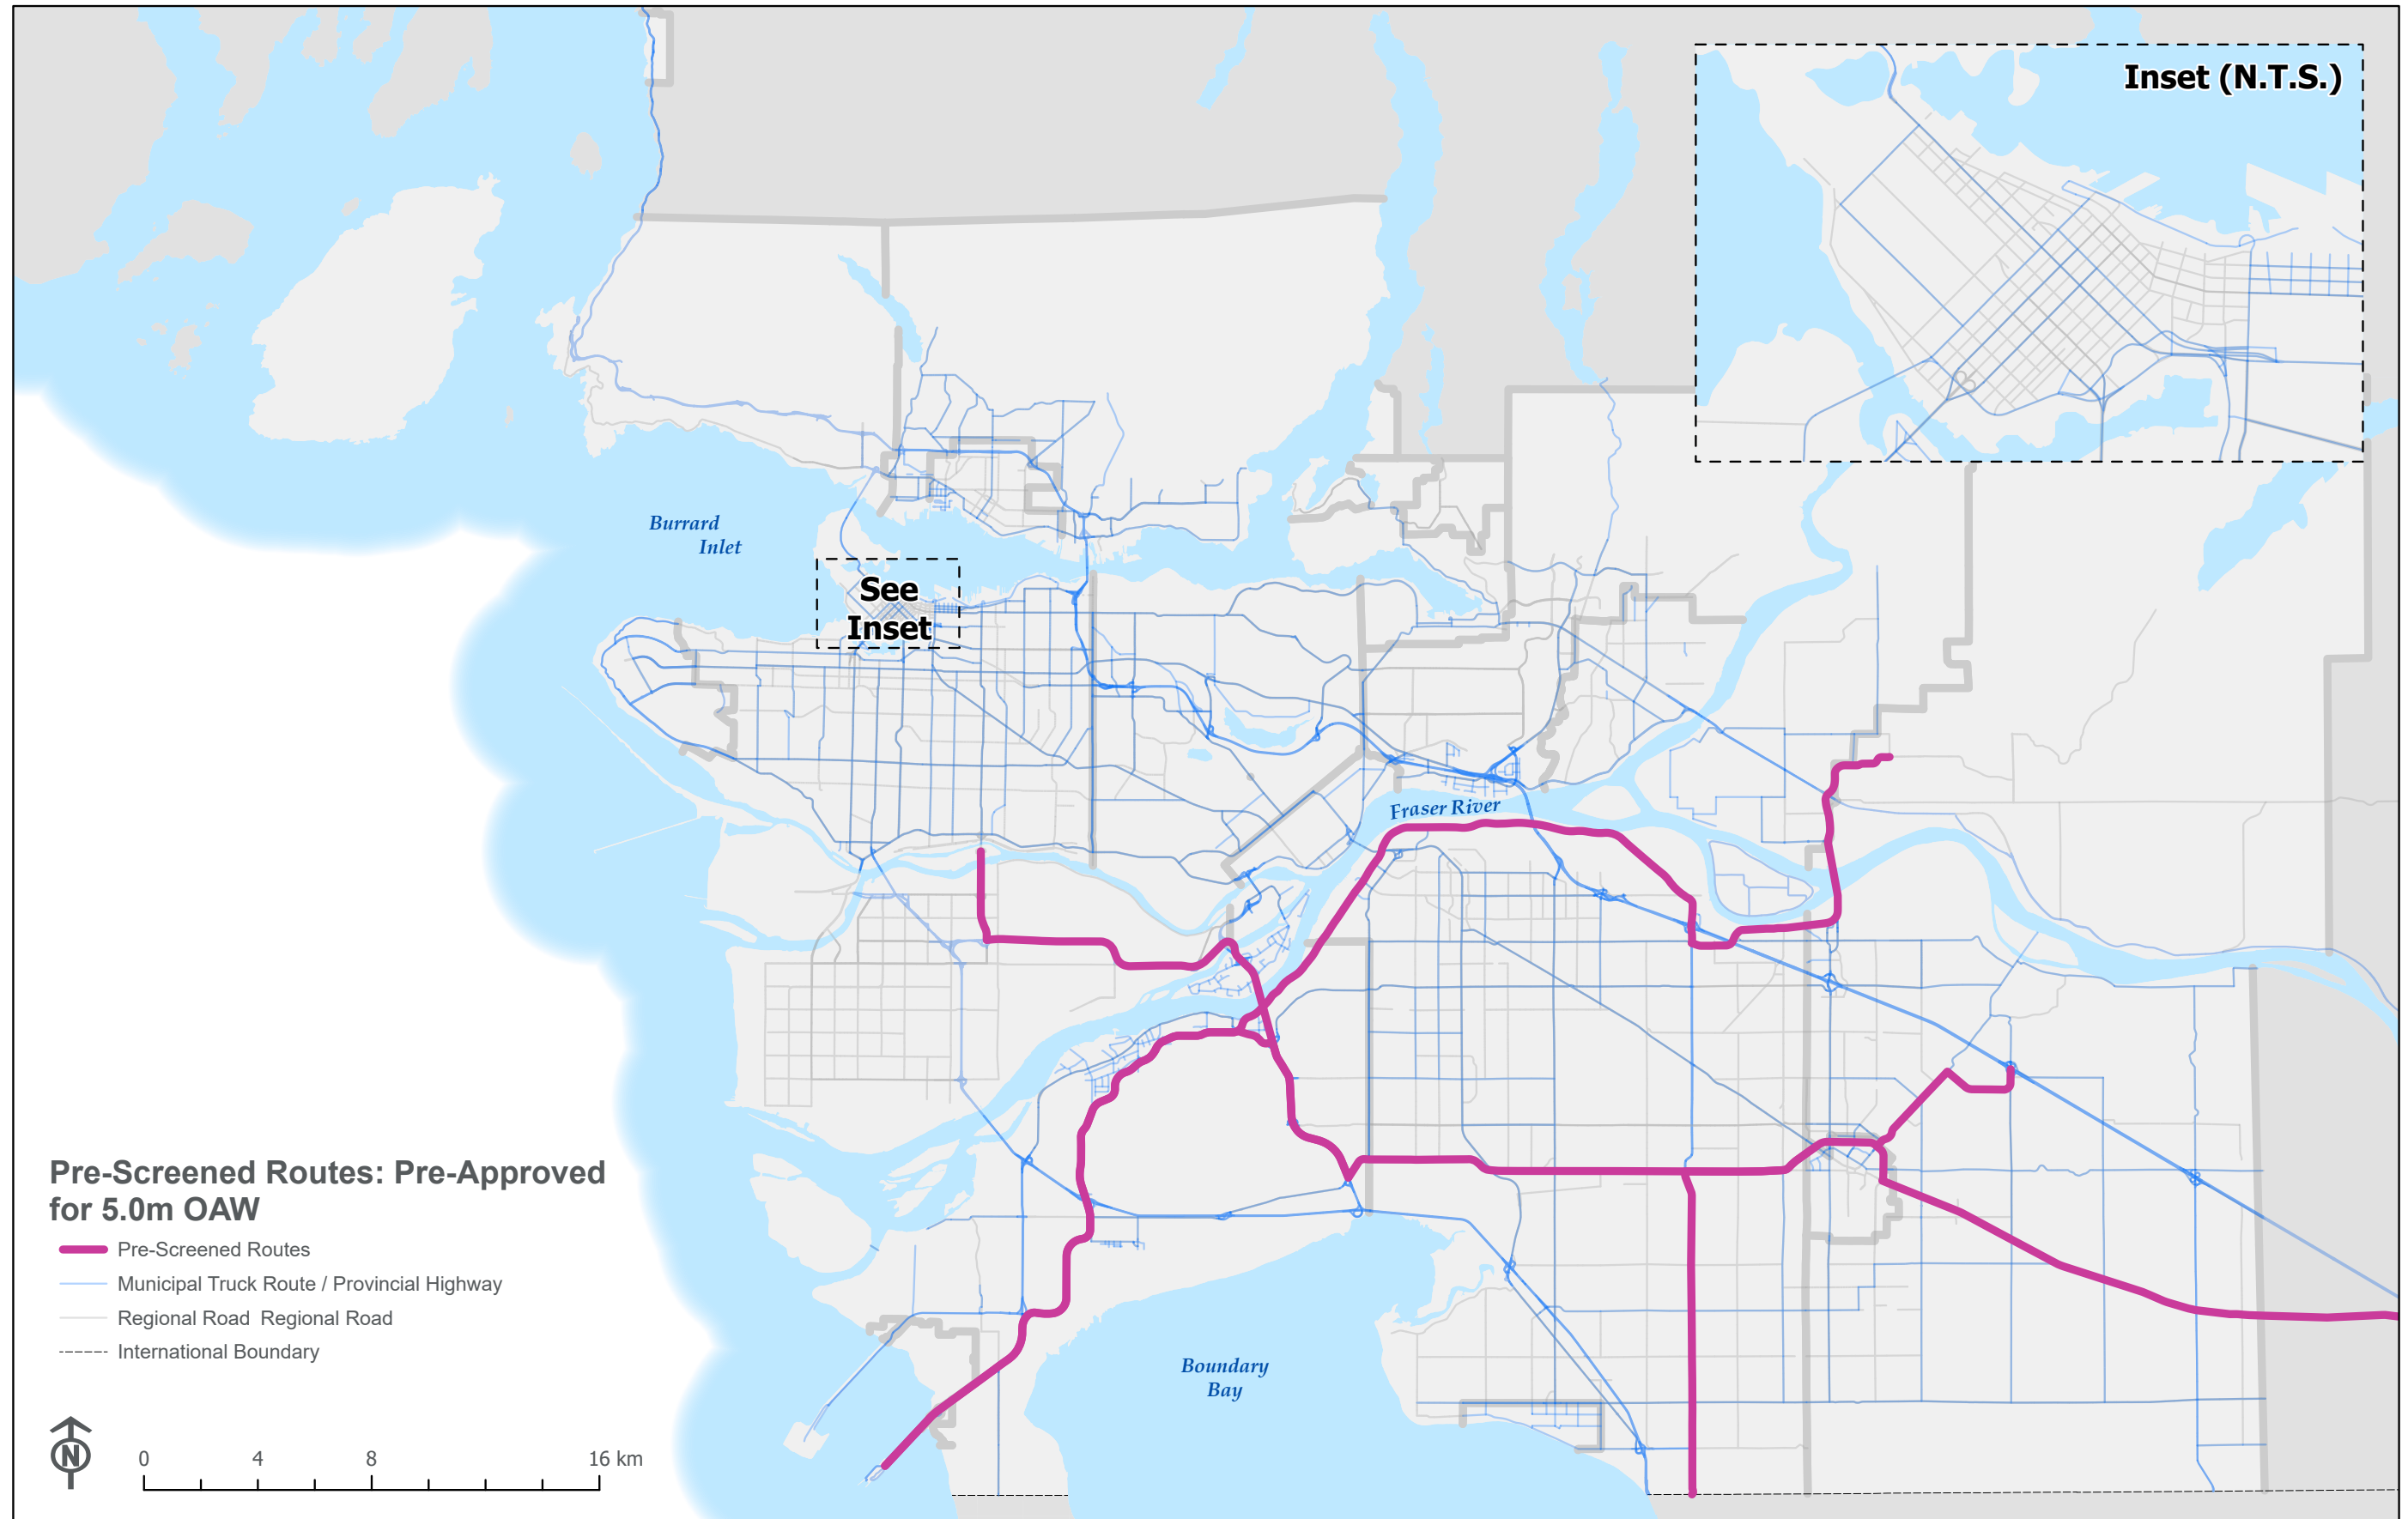 Inset (N.T.S.)
Burrard
Inlet
See
Inset
Fraser River
Pre-Screened Routes: Pre-Approved
for 5.0m OAW
Pre-Screened Routes
Municipal Truck Route / Provincial Highway
Regional Road  Regional Road
International Boundary
Boundary
Bay
N
0 4 8 16 km